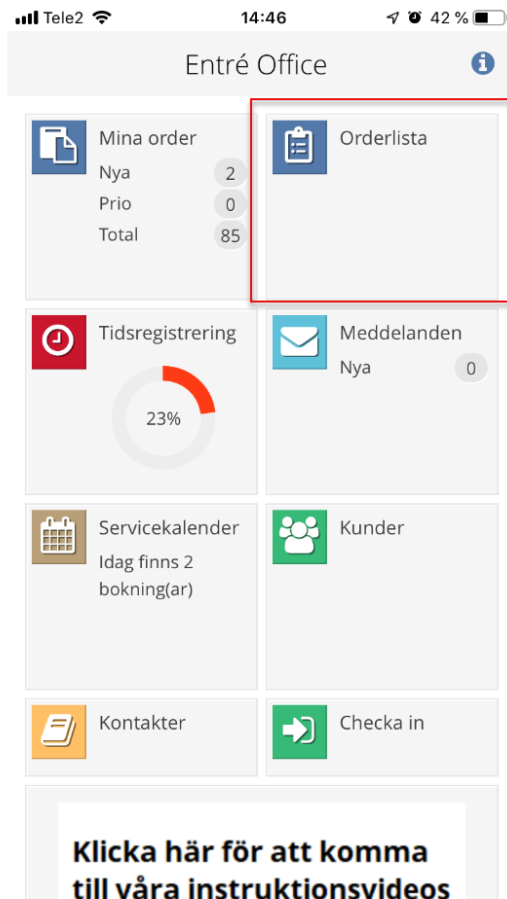 Tele2 14:46 42 %
Entré Office
Mina order
Nya 2
Prio 0
Total 85
Orderlista
Tidsregistrering
23%
Meddelanden
Nya 0
Servicekalender
Idag finns 2
bokning(ar)
Kunder
Kontakter
Checka in
Klicka här för att komma
till våra instruktionsvideos